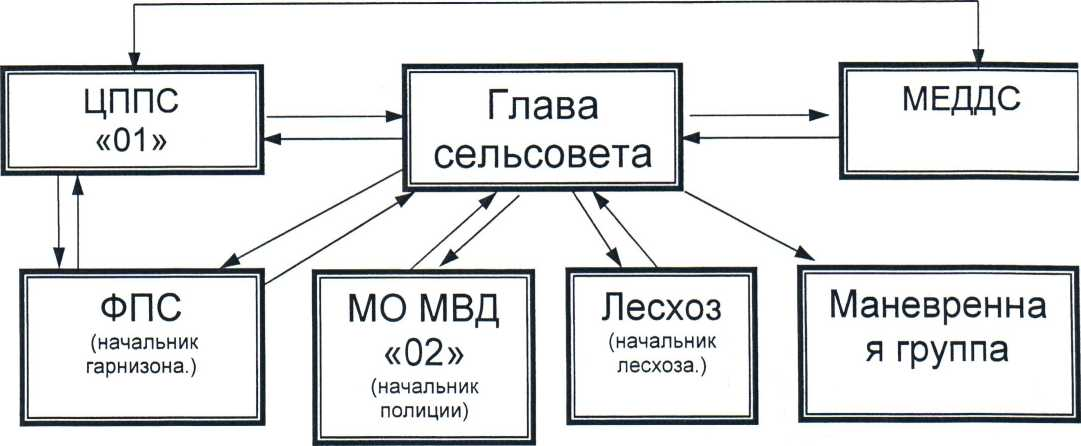 ЦППС
«01»
Глава
сельсовета
МЕДДС
ФПС
(начальник
гарнизона.)
МО МВД
«02»
(начальник
полиции)
Лесхоз
(начальник
лесхоза.)
Маневренна
я группа